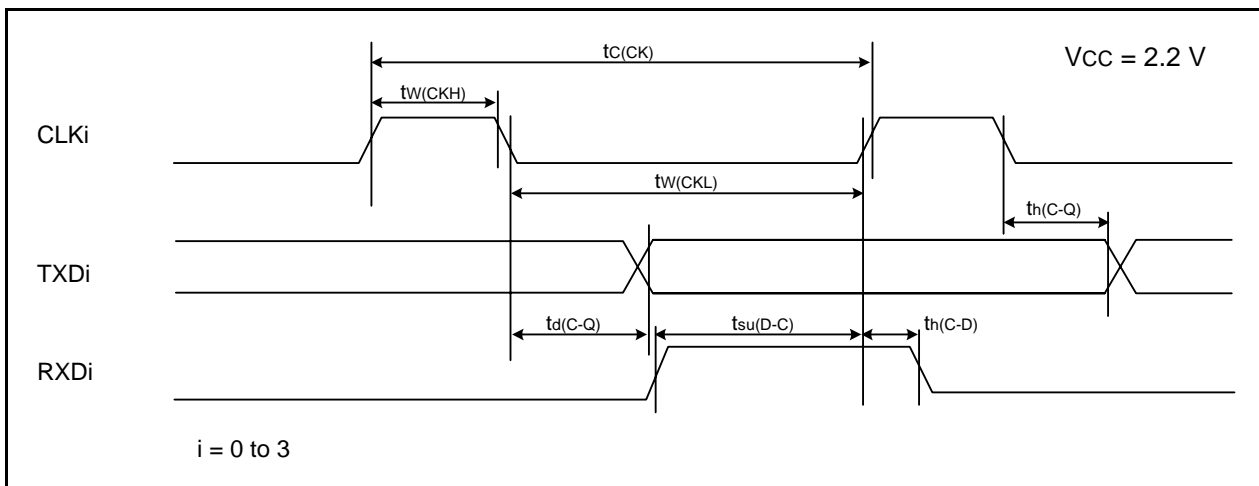 tC(CK)
VCC = 2.2 V
tW(CKH)
CLKi
tW(CKL)
th(C-Q)
TXDi
td(C-Q)
tsu(D-C)
th(C-D)
RXDi
i = 0 to 3